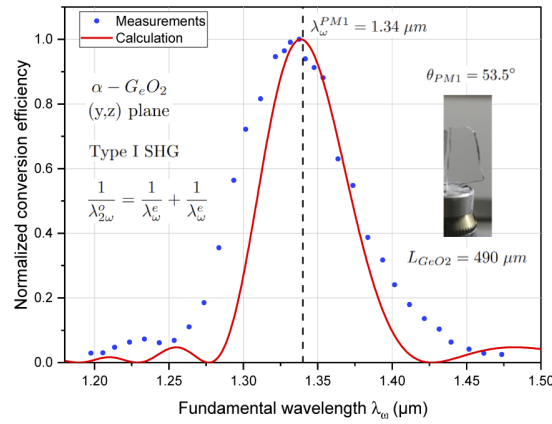 Measurements
Calculation
λ_ω^{PM1} = 1.34 μm
α − G_eO_2
(y,z) plane
Type I SHG
1/λ_{2ω}^o = 1/λ_ω^e + 1/λ_ω^e
θ_{PM1} = 53.5°
L_{GeO2} = 490 μm
Normalized conversion efficiency
1.0
0.8
0.6
0.4
0.2
0.0
1.20 1.25 1.30 1.35 1.40 1.45 1.50
Fundamental wavelength λ_ω (μm)